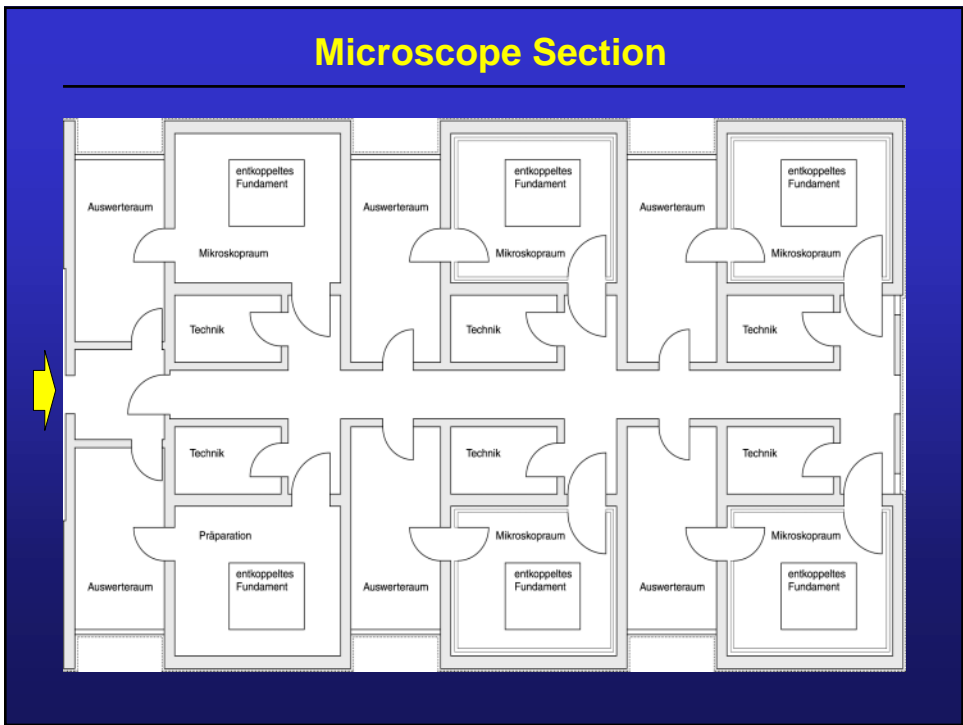 Microscope Section
entkoppeltes
Fundament
entkoppeltes
Fundament
entkoppeltes
Fundament
Auswerteraum
Auswerteraum
Auswerteraum
Mikroskopraum
Mikroskopraum
Mikroskopraum
Technik
Technik
Technik
Technik
Technik
Technik
Präparation
Mikroskopraum
Mikroskopraum
entkoppeltes
Fundament
entkoppeltes
Fundament
entkoppeltes
Fundament
Auswerteraum
Auswerteraum
Auswerteraum